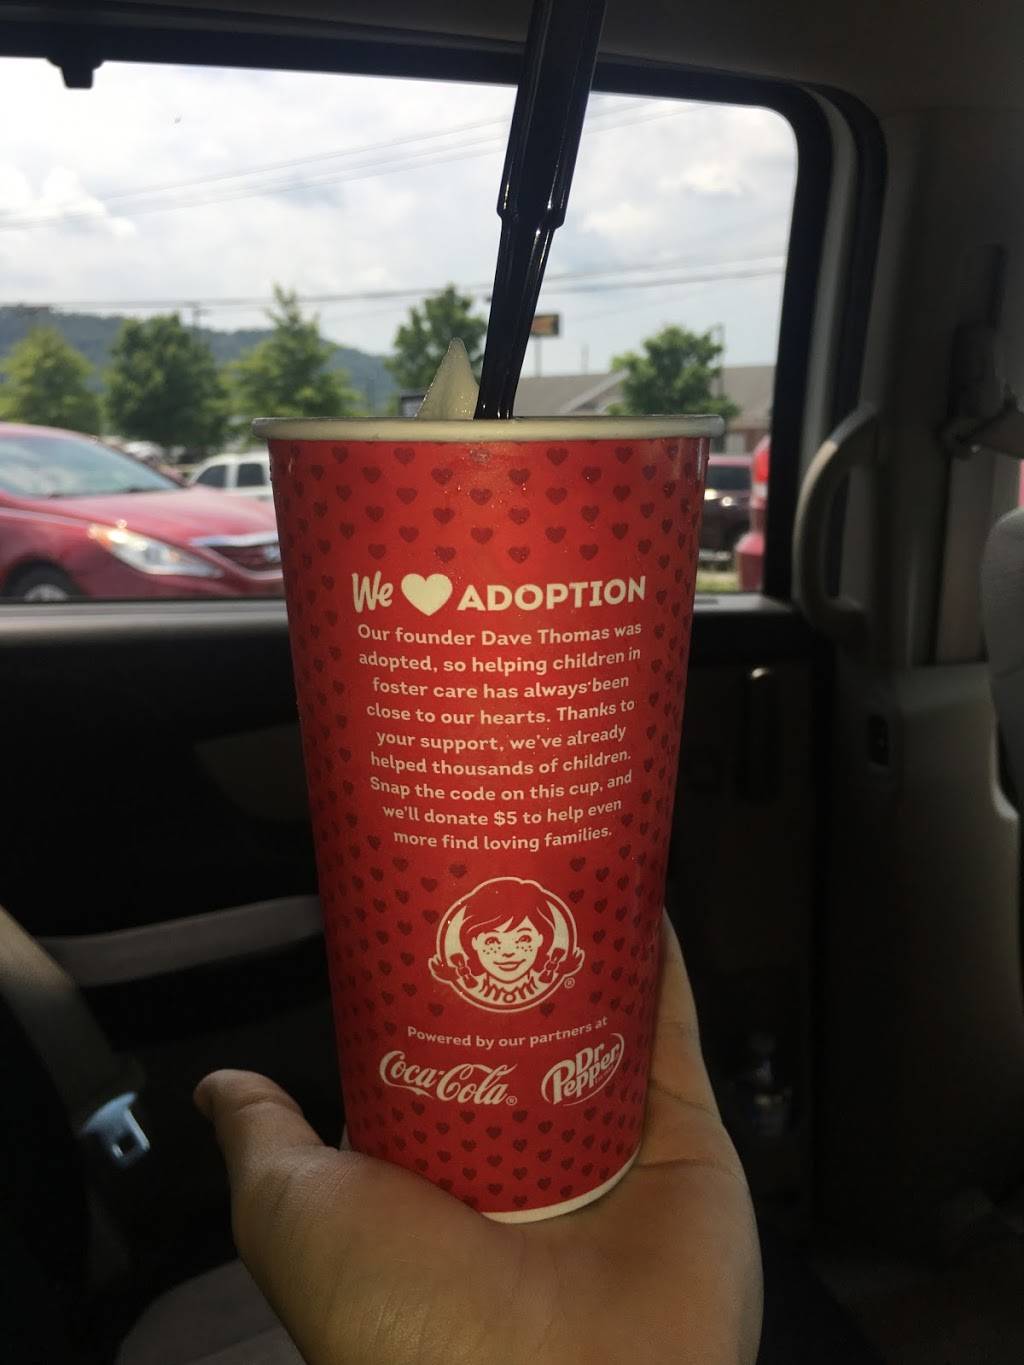 We ♥ ADOPTION
Our founder Dave Thomas was
adopted, so helping children in
foster care has always been
close to our hearts. Thanks to
your support, we've already
helped thousands of children.
Snap the code on this cup, and
we'll donate $5 to help even
more find loving families.
®
Powered by our partners at
Coca-Cola® Dr Pepper